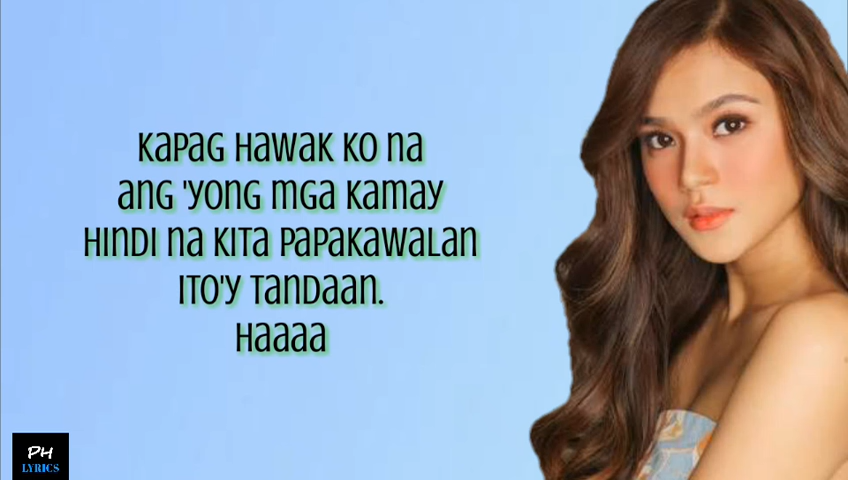 Kapag Hawak Ko na
ang 'yong mga Kamay
Hindi na Kita Papakawalan
Ito'y Tandaan.
Haaaa
PH
LYRICS